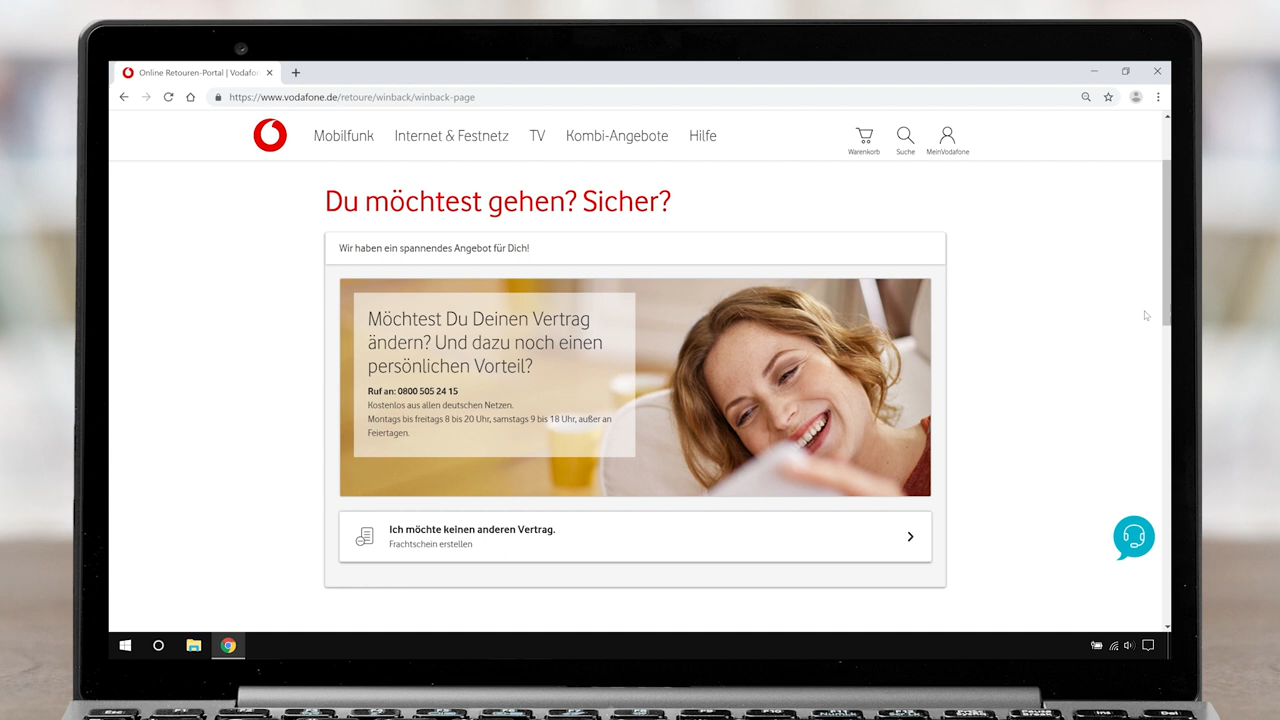 Online Retouren-Portal | Vodafon
https://www.vodafone.de/retoure/winback/winback-page
Mobilfunk Internet & Festnetz TV Kombi-Angebote Hilfe
Warenkorb Suche MeinVodafone
Du möchtest gehen? Sicher?
Wir haben ein spannendes Angebot für Dich!
Möchtest Du Deinen Vertrag
ändern? Und dazu noch einen
persönlichen Vorteil?
Ruf an: 0800 505 24 15
Kostenlos aus allen deutschen Netzen.
Montags bis freitags 8 bis 20 Uhr, samstags 9 bis 18 Uhr, außer an
Feiertagen.
Ich möchte keinen anderen Vertrag.
Frachtschein erstellen